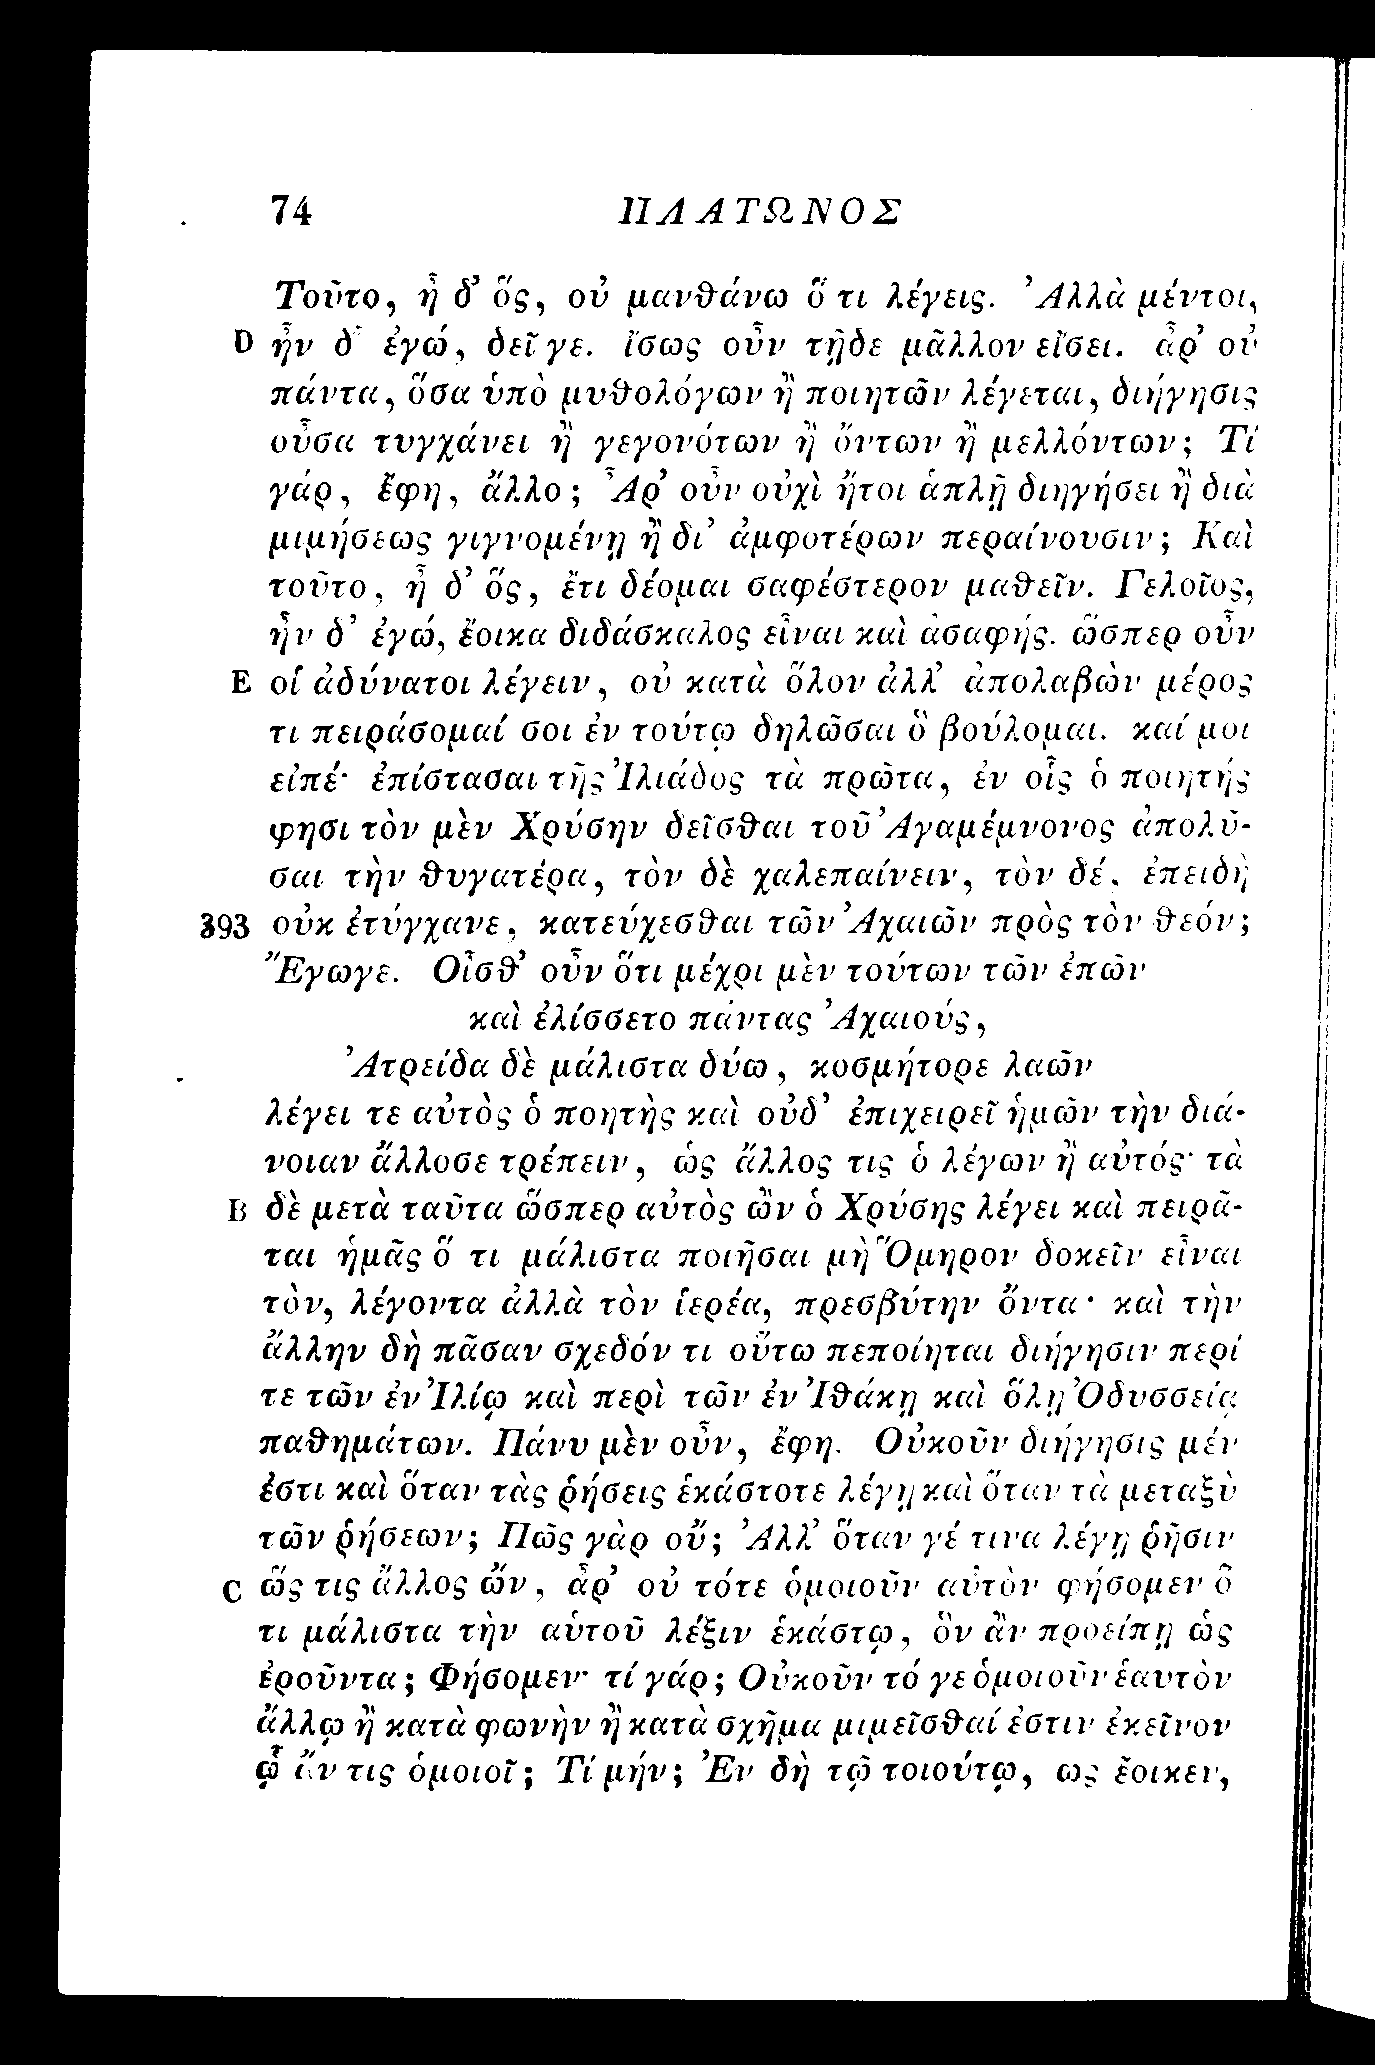 74 ΠΛΑΤΩΝΟΣ
Τοῦτο, ἦ δ’ ὅς, οὐ μανθάνω ὅ τι λέγεις. Ἀλλὰ μέντοι,
D ἦν δ’ ἐγώ, δεῖ γε. ἴσως οὖν τῇδε μᾶλλον εἴσει. ἆρ’ οὐ
πάντα, ὅσα ὑπὸ μυθολόγων ἢ ποιητῶν λέγεται, διήγησις
οὖσα τυγχάνει ἢ γεγονότων ἢ ὄντων ἢ μελλόντων; Τί
γάρ, ἔφη, ἄλλο; Ἆρ’ οὖν οὐχὶ ἤτοι ἁπλῇ διηγήσει ἢ διὰ
μιμήσεως γιγνομένῃ ἢ δι’ ἀμφοτέρων περαίνουσιν; Καὶ
τοῦτο, ἦ δ’ ὅς, ἔτι δέομαι σαφέστερον μαθεῖν. Γελοῖος,
ἦν δ’ ἐγώ, ἔοικα διδάσκαλος εἶναι καὶ ἀσαφής. ὥσπερ οὖν
E οἱ ἀδύνατοι λέγειν, οὐ κατὰ ὅλον ἀλλ’ ἀπολαβὼν μέρος
τι πειράσομαί σοι ἐν τούτῳ δηλῶσαι ὃ βούλομαι. καί μοι
εἰπέ· ἐπίστασαι τῆς Ἰλιάδος τὰ πρῶτα, ἐν οἷς ὁ ποιητής
φησι τὸν μὲν Χρύσην δεῖσθαι τοῦ Ἀγαμέμνονος ἀπολῦ-
σαι τὴν θυγατέρα, τὸν δὲ χαλεπαίνειν, τὸν δέ, ἐπειδὴ
393 οὐκ ἐτύγχανε, κατεύχεσθαι τῶν Ἀχαιῶν πρὸς τὸν θεόν;
Ἔγωγε. Οἶσθ’ οὖν ὅτι μέχρι μὲν τούτων τῶν ἐπῶν
καὶ ἐλίσσετο πάντας Ἀχαιούς,
Ἀτρείδα δὲ μάλιστα δύω, κοσμήτορε λαῶν
λέγει τε αὐτὸς ὁ ποητὴς καὶ οὐδ’ ἐπιχειρεῖ ἡμῶν τὴν διά-
νοιαν ἄλλοσε τρέπειν, ὡς ἄλλος τις ὁ λέγων ἢ αὐτός· τὰ
B δὲ μετὰ ταῦτα ὥσπερ αὐτὸς ὢν ὁ Χρύσης λέγει καὶ πειρᾶ-
ται ἡμᾶς ὅ τι μάλιστα ποιῆσαι μὴ Ὅμηρον δοκεῖν εἶναι
τὸν, λέγοντα ἀλλὰ τὸν ἱερέα, πρεσβύτην ὄντα· καὶ τὴν
ἄλλην δὴ πᾶσαν σχεδόν τι οὕτω πεποίηται διήγησιν περί
τε τῶν ἐν Ἰλίῳ καὶ περὶ τῶν ἐν Ἰθάκῃ καὶ ὅλῃ Ὀδυσσείᾳ
παθημάτων. Πάνυ μὲν οὖν, ἔφη. Οὐκοῦν διήγησις μέν
ἐστι καὶ ὅταν τὰς ῥήσεις ἑκάστοτε λέγῃ καὶ ὅταν τὰ μεταξὺ
τῶν ῥήσεων; Πῶς γὰρ οὔ; Ἀλλ’ ὅταν γέ τινα λέγῃ ῥῆσιν
C ὥς τις ἄλλος ὤν, ἆρ’ οὐ τότε ὁμοιοῦν αὐτὸν φήσομεν ὅ
τι μάλιστα τὴν αὑτοῦ λέξιν ἑκάστῳ, ὃν ἂν προείπῃ ὡς
ἐροῦντα; Φήσομεν· τί γάρ; Οὐκοῦν τό γε ὁμοιοῦν ἑαυτὸν
ἄλλῳ ἢ κατὰ φωνὴν ἢ κατὰ σχῆμα μιμεῖσθαί ἐστιν ἐκεῖνον
ᾧ ἄν τις ὁμοιοῖ; Τί μήν; Ἐν δὴ τῷ τοιούτῳ, ως ἔοικεν,